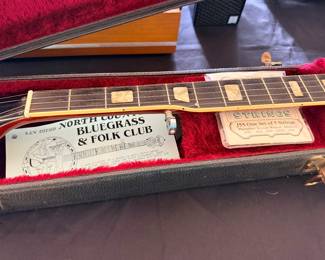 SAN DIEGO
NORTH COUNTY
BLUEGRASS
& FOLK CLUB
STRINGS